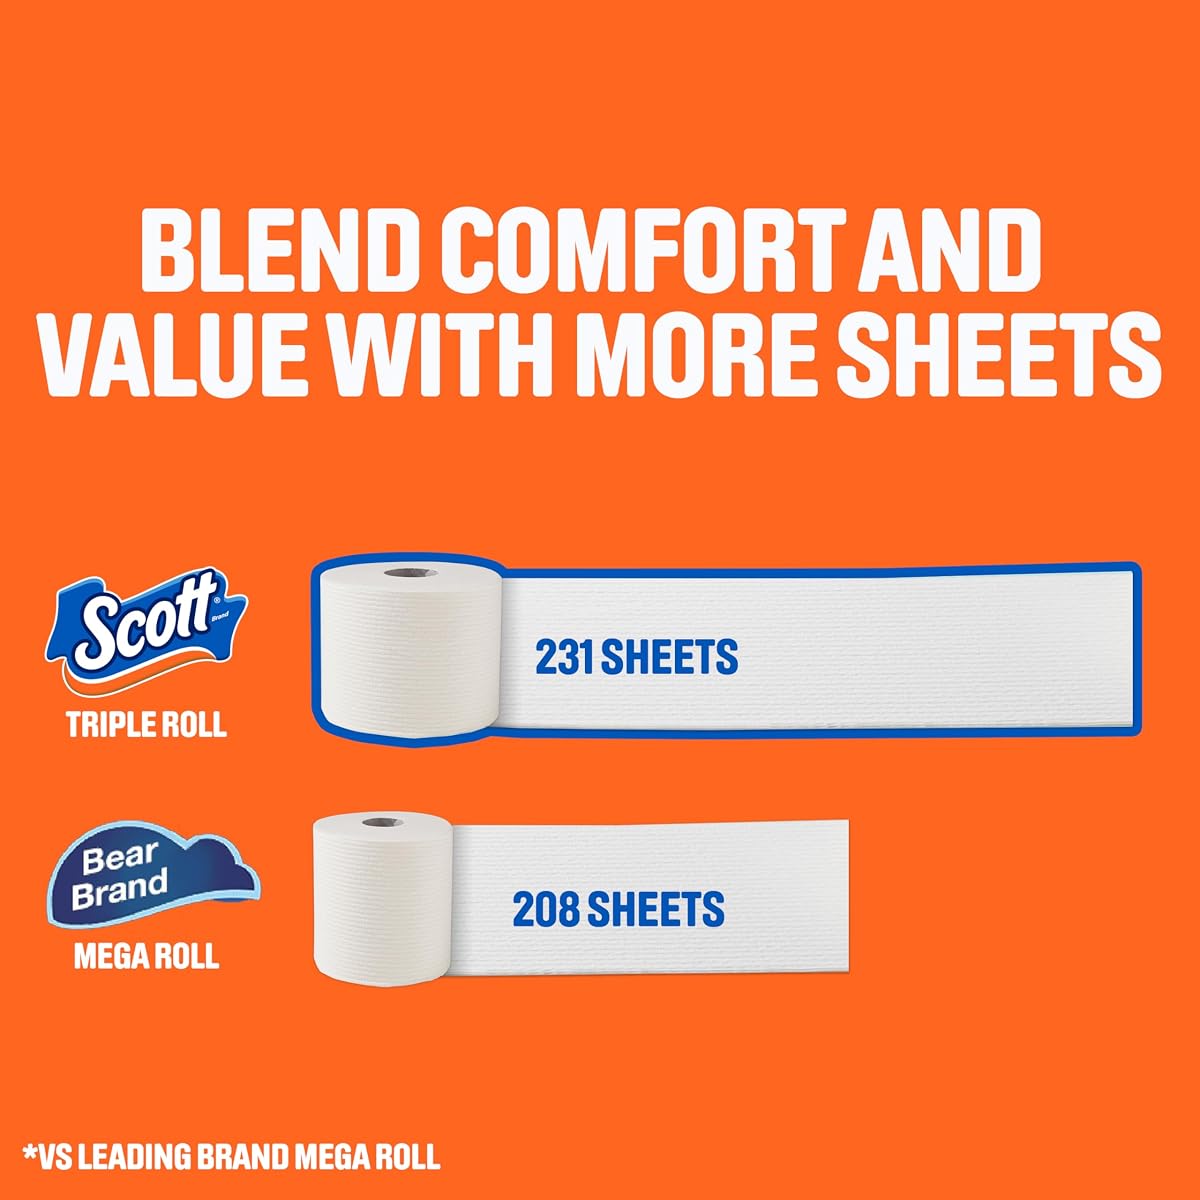 BLEND COMFORT AND
VALUE WITH MORE SHEETS
Scott®
Brand
TRIPLE ROLL
231 SHEETS
Bear
Brand
MEGA ROLL
208 SHEETS
*VS LEADING BRAND MEGA ROLL